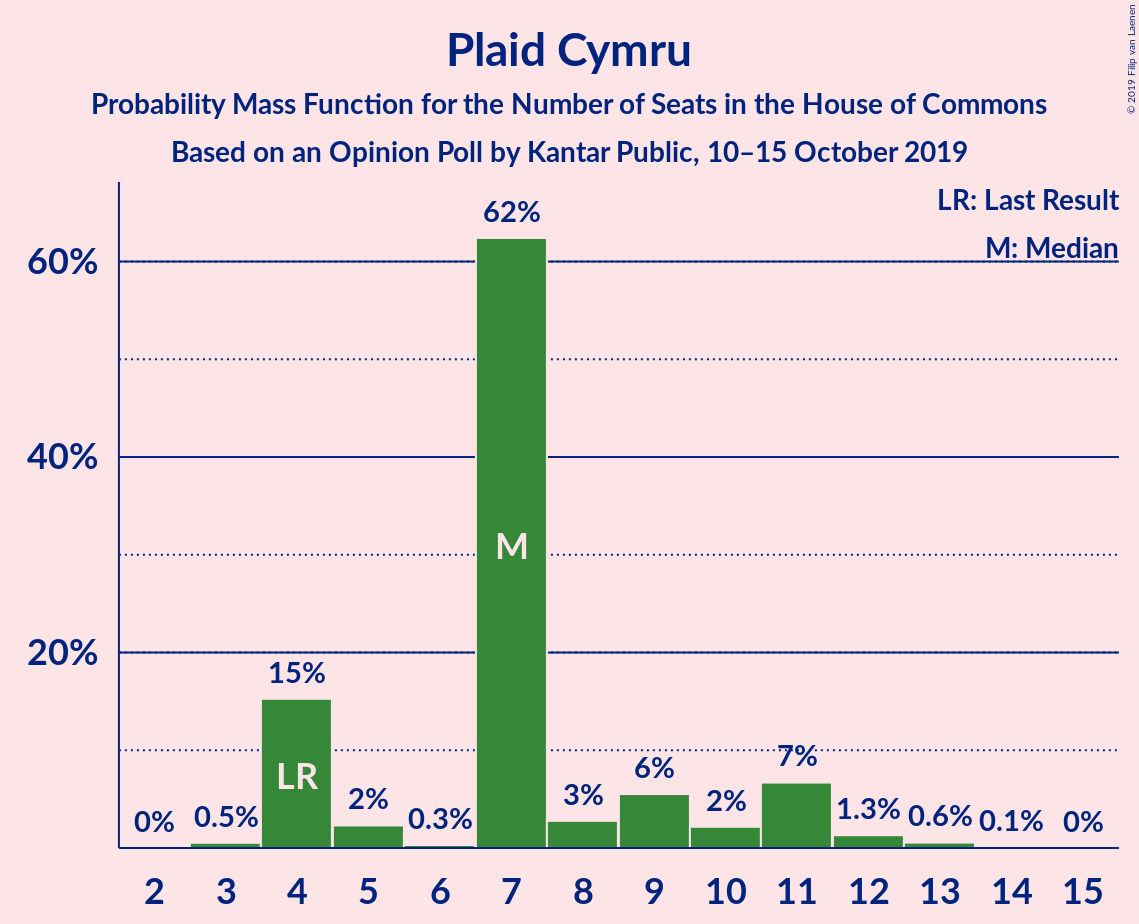 Plaid Cymru
Probability Mass Function for the Number of Seats in the House of Commons
Based on an Opinion Poll by Kantar Public, 10–15 October 2019
© 2019 Filip van Laenen
LR: Last Result
M: Median
60%
40%
20%
0%
0.5%
15%
2%
0.3%
62%
3%
6%
2%
7%
1.3%
0.6%
0.1%
0%
LR
M
2 3 4 5 6 7 8 9 10 11 12 13 14 15